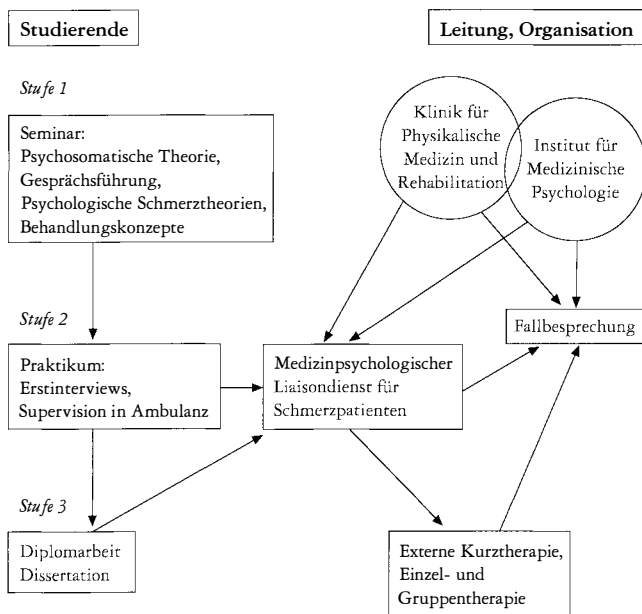 Studierende
Leitung, Organisation
Stufe 1
Seminar:
Psychosomatische Theorie,
Gesprächsführung,
Psychologische Schmerztheorien,
Behandlungskonzepte
Klinik für
Physikalische
Medizin und
Rehabilitation
Institut für
Medizinische
Psychologie
Stufe 2
Praktikum:
Erstinterviews,
Supervision in Ambulanz
Medizinpsychologischer
Liaisondienst für
Schmerzpatienten
Fallbesprechung
Stufe 3
Diplomarbeit
Dissertation
Externe Kurztherapie,
Einzel- und
Gruppentherapie